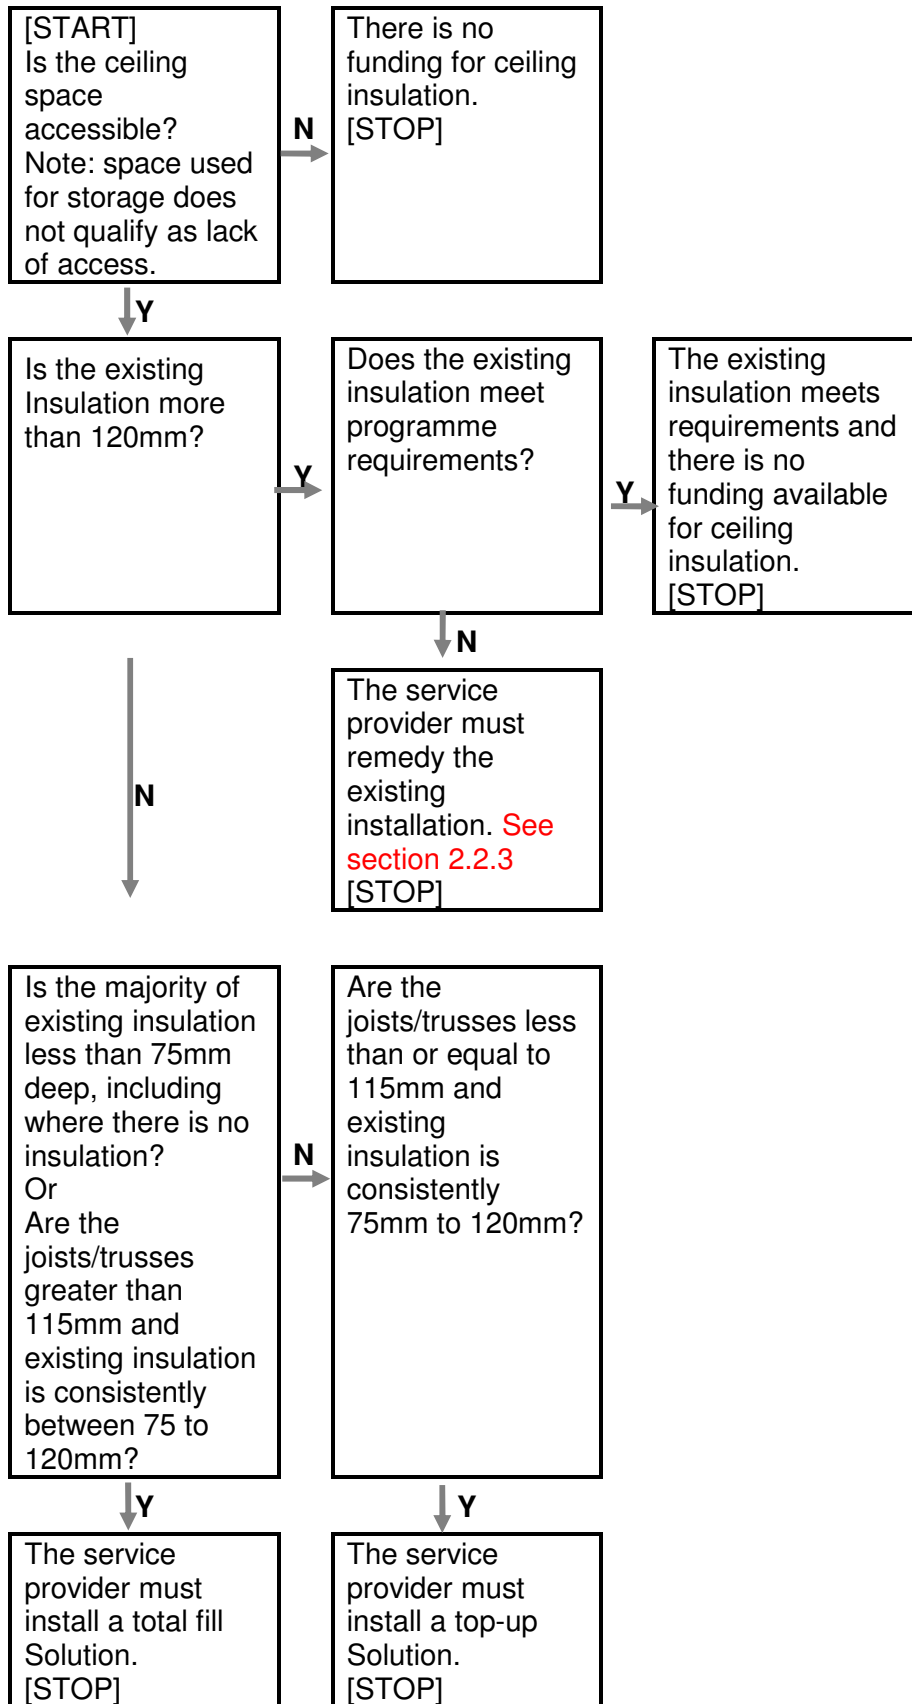 [START]
Is the ceiling
space
accessible?
Note: space used
for storage does
not qualify as lack
of access.
N
There is no
funding for ceiling
insulation.
[STOP]
Y
Is the existing
Insulation more
than 120mm?
Y
Does the existing
insulation meet
programme
requirements?
Y
The existing
insulation meets
requirements and
there is no
funding available
for ceiling
insulation.
[STOP]
N
The service
provider must
remedy the
existing
installation. See
section 2.2.3
[STOP]
N
Is the majority of
existing insulation
less than 75mm
deep, including
where there is no
insulation?
Or
Are the
joists/trusses
greater than
115mm and
existing insulation
is consistently
between 75 to
120mm?
N
Are the
joists/trusses less
than or equal to
115mm and
existing
insulation is
consistently
75mm to 120mm?
Y
The service
provider must
install a total fill
Solution.
[STOP]
Y
The service
provider must
install a top-up
Solution.
[STOP]